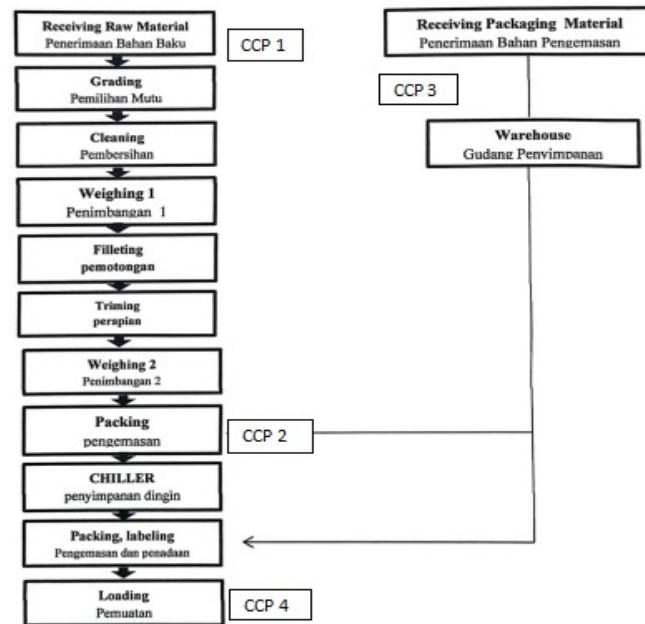 Receiving Raw Material
Penerimaan Bahan Baku
CCP 1
Grading
Pemilihan Mutu
Cleaning
Pembersihan
Weighing 1
Penimbangan 1
Filleting
pemotongan
Triming
perapian
Weighing 2
Penimbangan 2
Packing
pengemasan
CCP 2
CHILLER
penyimpanan dingin
Packing, labeling
Pengemasan dan penadaan
Loading
Pemuatan
CCP 4
Receiving Packaging Material
Penerimaan Bahan Pengemasan
CCP 3
Warehouse
Gudang Penyimpanan